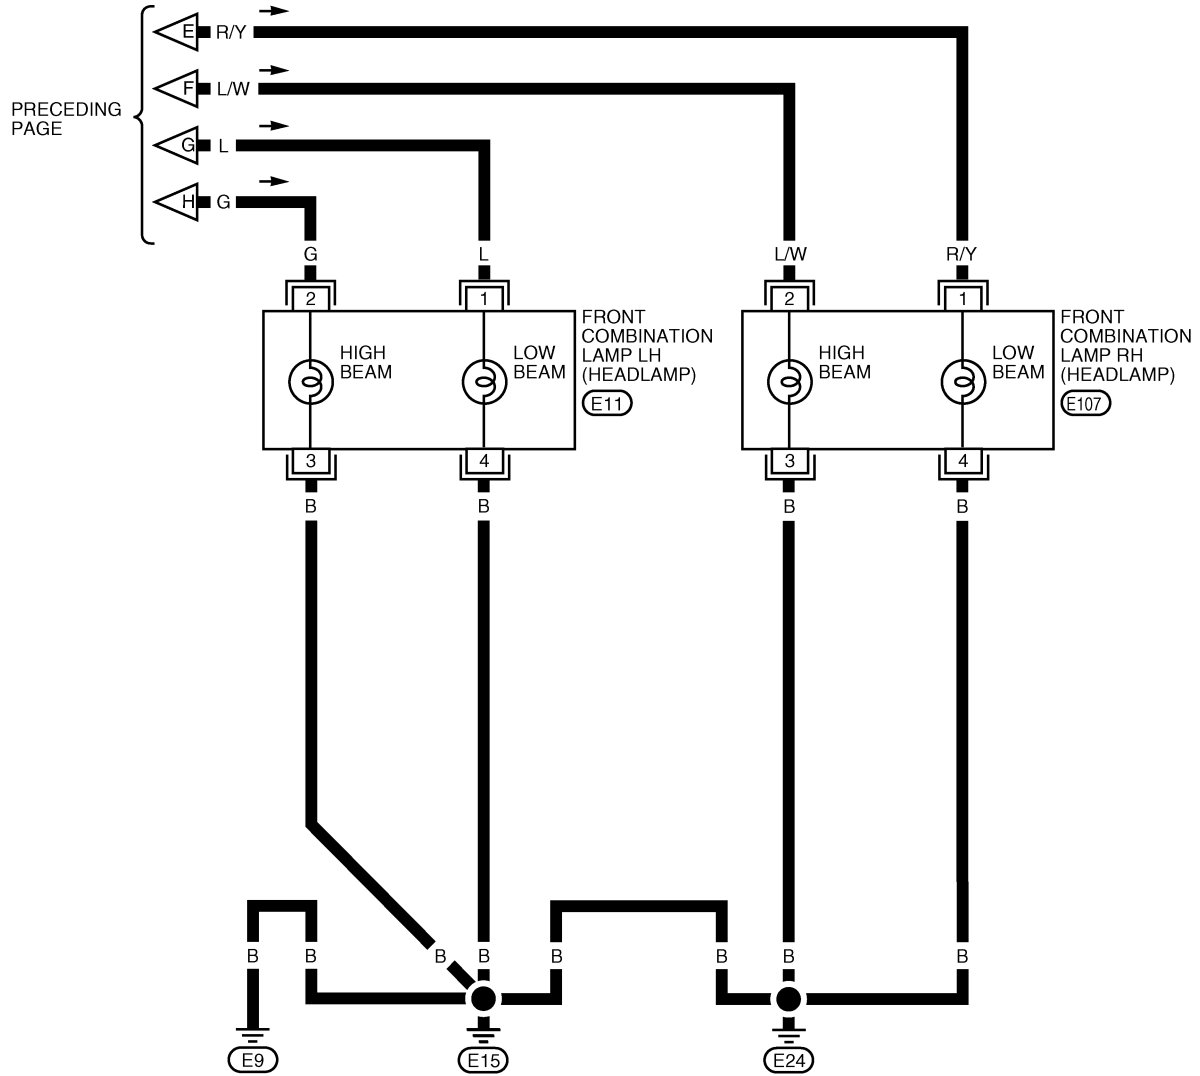 E R/Y
F L/W
PRECEDING
PAGE
G L
H G
G L L/W R/Y
2 1 2 1
FRONT
COMBINATION
LAMP LH
(HEADLAMP)
E11
FRONT
COMBINATION
LAMP RH
(HEADLAMP)
E107
HIGH
BEAM
LOW
BEAM
HIGH
BEAM
LOW
BEAM
3 4 3 4
B B B B
B B B B B B B B
E9 E15 E24